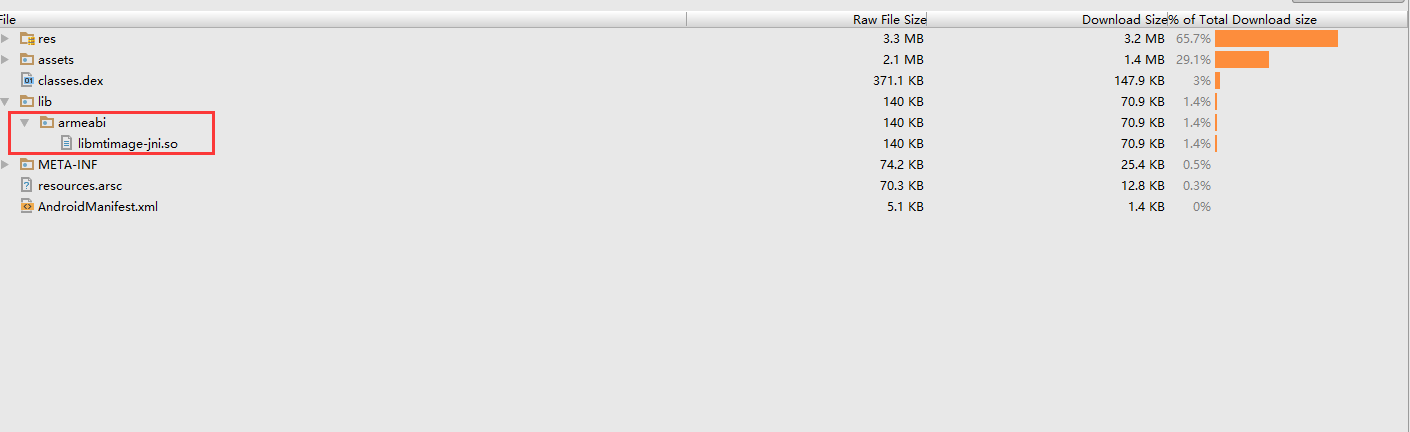 File Raw File Size Download Size % of Total Download size
res 3.3 MB 3.2 MB 65.7%
assets 2.1 MB 1.4 MB 29.1%
classes.dex 371.1 KB 147.9 KB 3%
lib 140 KB 70.9 KB 1.4%
armeabi 140 KB 70.9 KB 1.4%
libmtimage-jni.so 140 KB 70.9 KB 1.4%
META-INF 74.2 KB 25.4 KB 0.5%
resources.arsc 70.3 KB 12.8 KB 0.3%
AndroidManifest.xml 5.1 KB 1.4 KB 0%